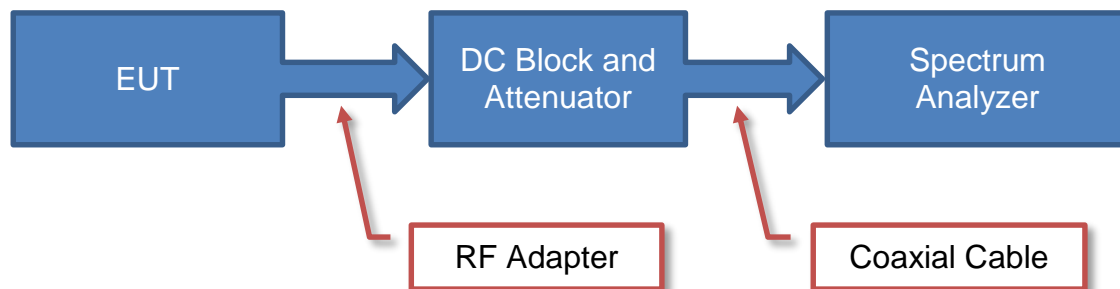 EUT
DC Block and
Attenuator
Spectrum
Analyzer
RF Adapter
Coaxial Cable